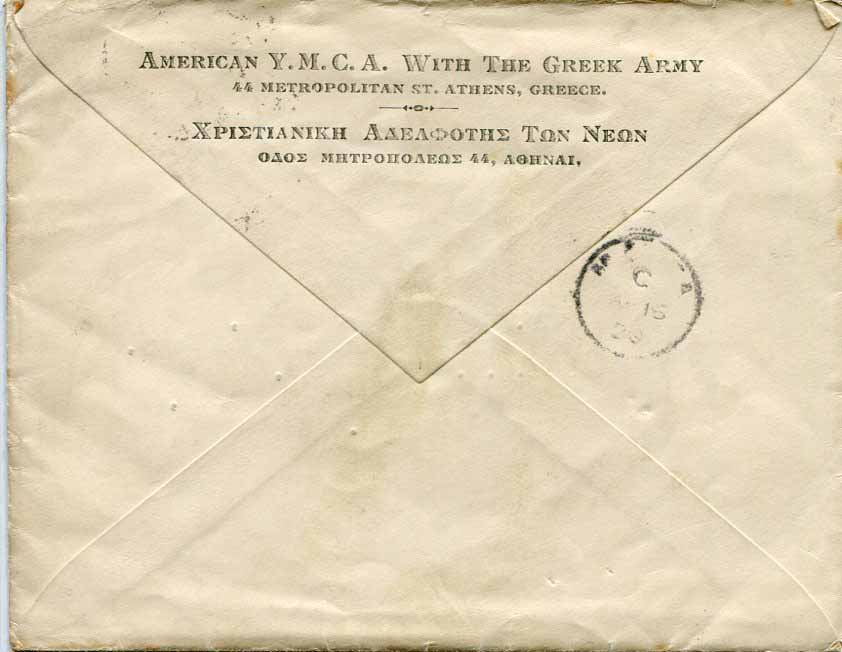 AMERICAN Y. M. C. A. WITH THE GREEK ARMY
44 METROPOLITAN ST. ATHENS, GREECE.
ΧΡΙΣΤΙΑΝΙΚΗ ΑΔΕΛΦΟΤΗΣ ΤΩΝ ΝΕΩΝ
ΟΔΟΣ ΜΗΤΡΟΠΟΛΕΩΣ 44, ΑΘΗΝΑΙ,
C